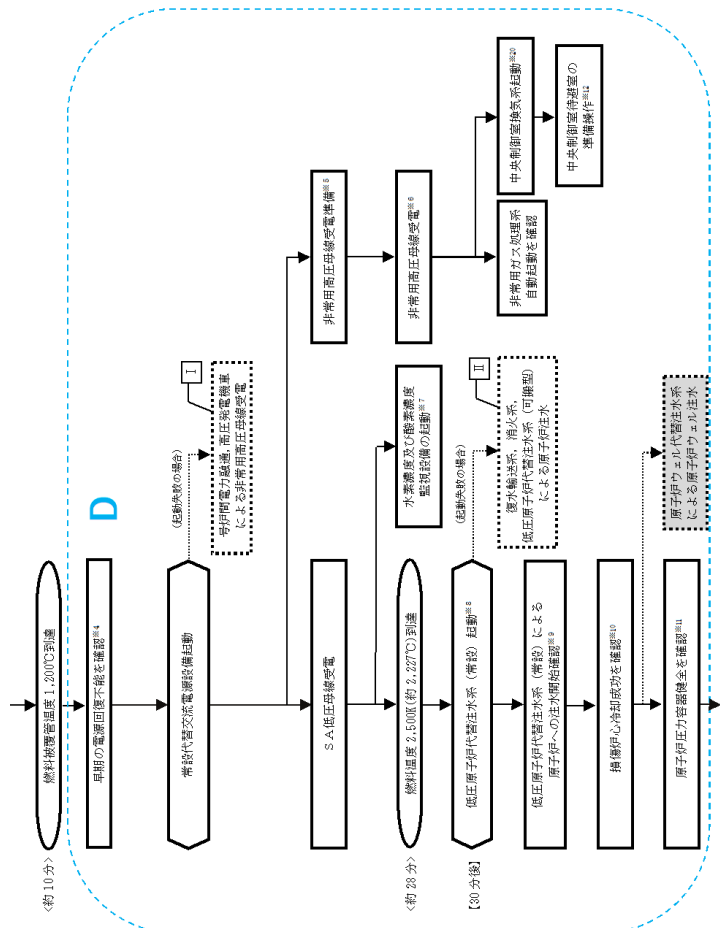 <約10分>
燃料被覆管温度 1,200℃到達
D
早期の電源回復不能を確認※4
常設代替交流電源設備起動
(起動失敗の場合)
Ⅰ
号炉間電力融通,高圧発電機車
による非常用高圧母線受電
非常用高圧母線受電準備※5
ＳＡ低圧母線受電
非常用高圧母線受電※6
水素濃度及び酸素濃度
監視設備の起動※7
非常用ガス処理系
自動起動を確認
中央制御室換気系起動※20
中央制御室待避室の
準備操作※12
<約28分>
燃料温度 2,500K(約 2,227℃)到達
【30分後】
低圧原子炉代替注水系（常設）起動※8
(起動失敗の場合)
Ⅱ
復水輸送系,消火系,
低圧原子炉代替注水系（可搬型）
による原子炉注水
低圧原子炉代替注水系（常設）による
原子炉への注水開始確認※9
損傷炉心冷却成功を確認※10
原子炉圧力容器健全を確認※11
原子炉ウェル代替注水系
による原子炉ウェル注水